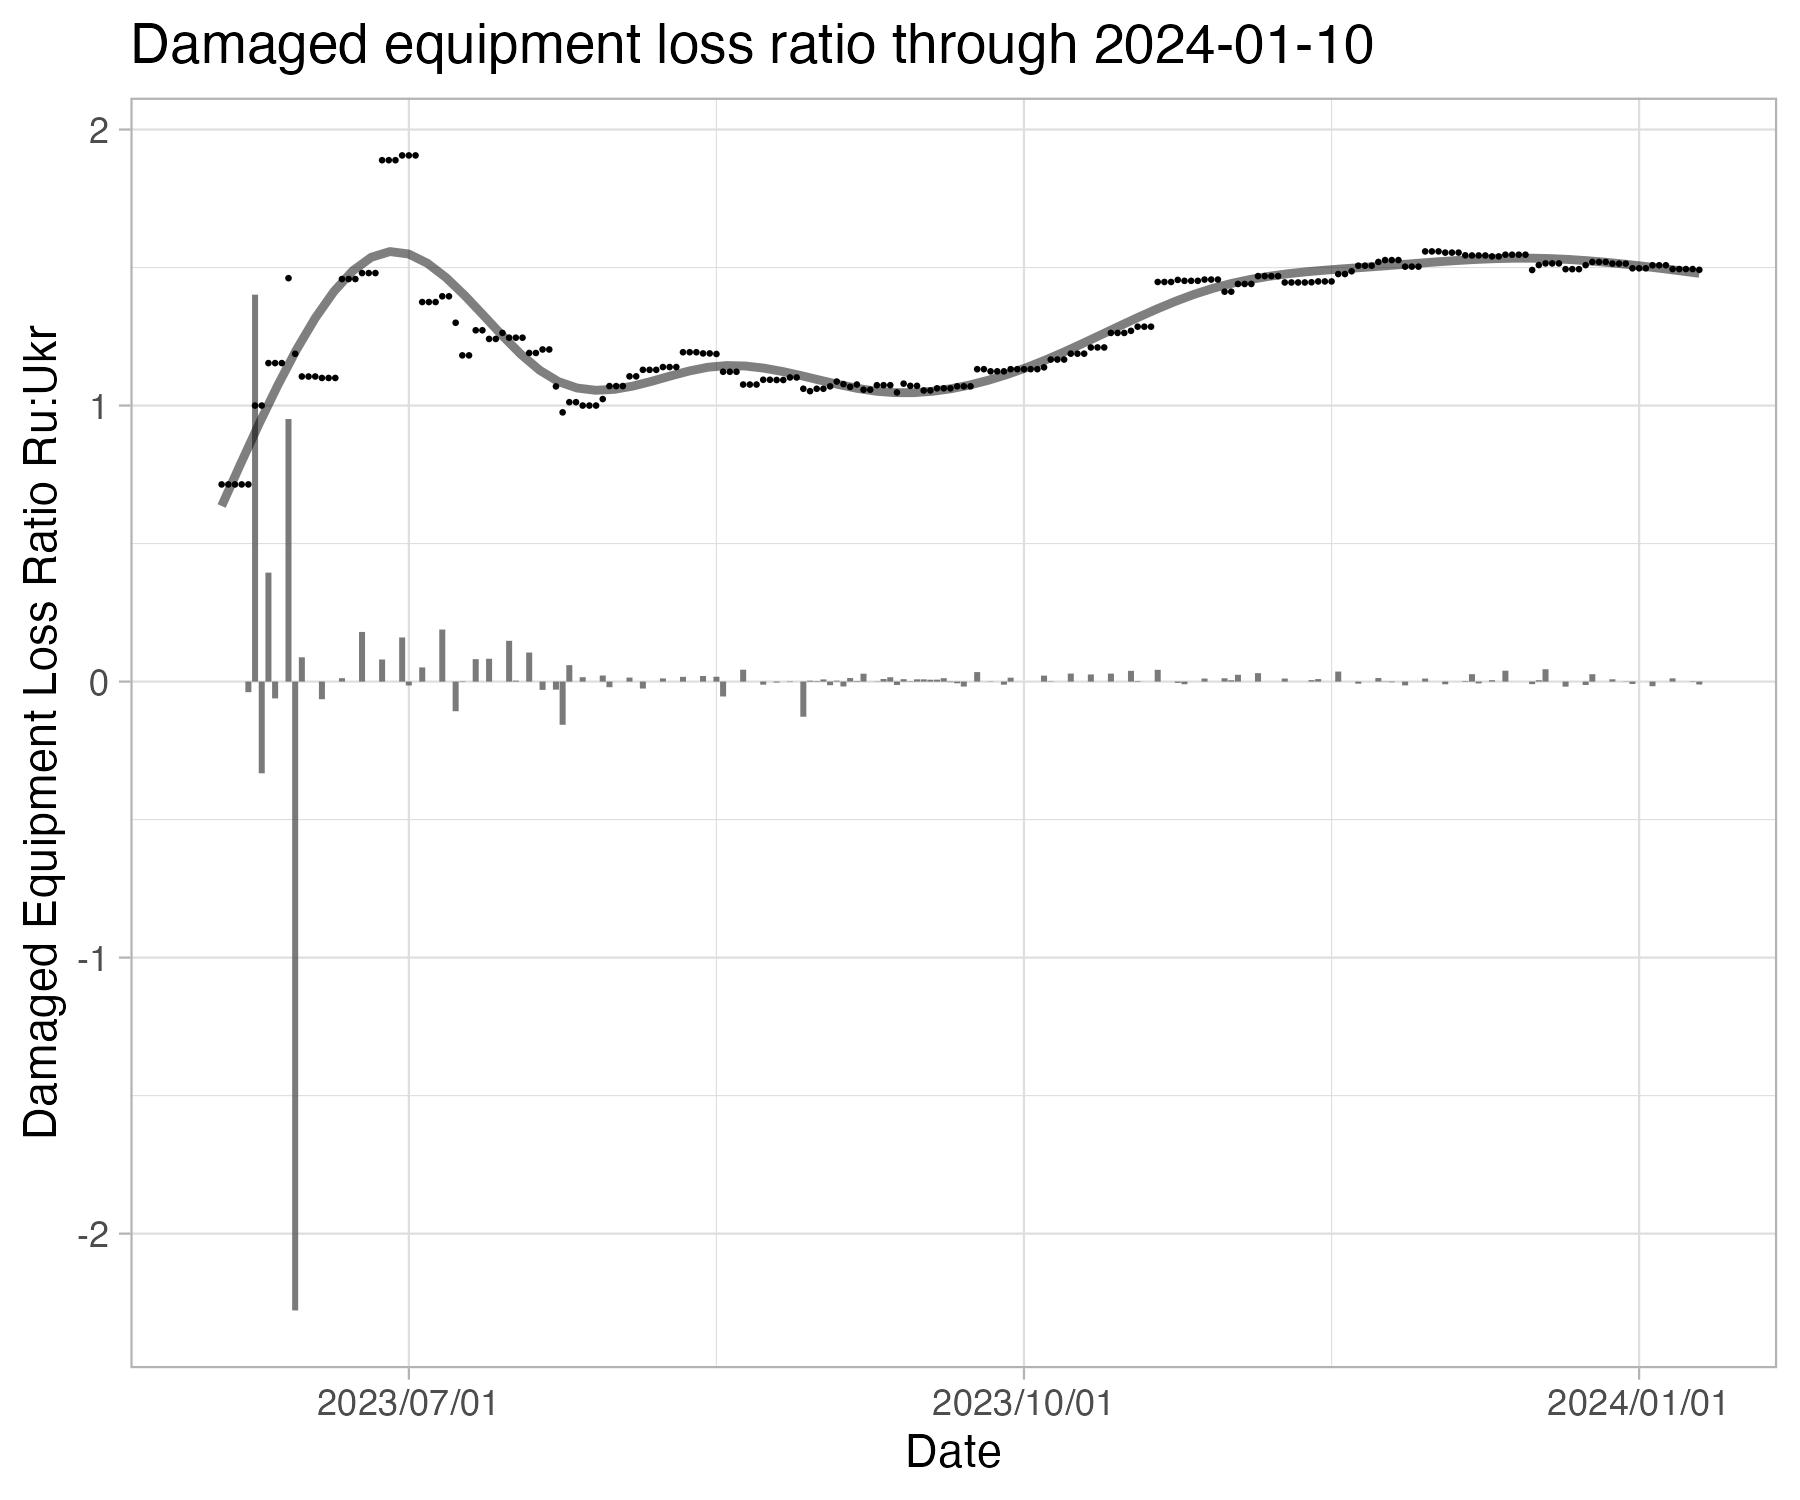 Damaged equipment loss ratio through 2024-01-10
Damaged Equipment Loss Ratio Ru:Ukr
2
1
0
-1
-2
2023/07/01
2023/10/01
2024/01/01
Date